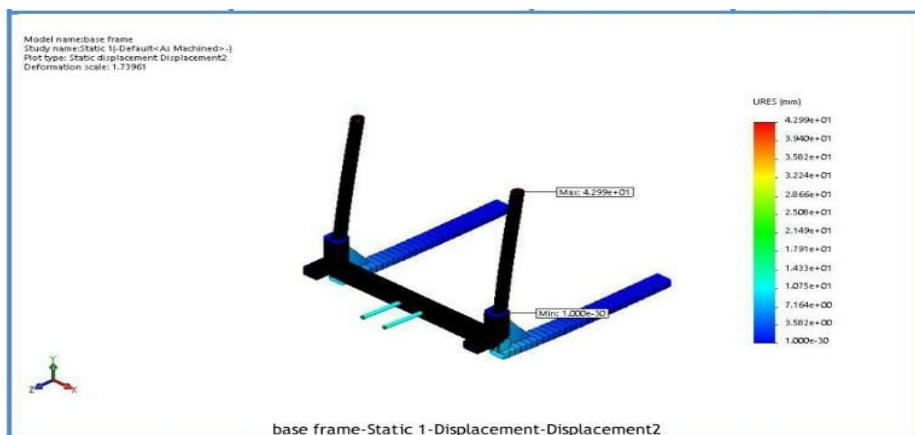 Model name:base frame
Study name:Static 1(-Default<As Machined>-)
Plot type: Static displacement Displacement2
Deformation scale: 1.73961
URES (mm)
4.299e+01
3.940e+01
3.582e+01
3.224e+01
2.866e+01
2.508e+01
2.149e+01
1.791e+01
1.433e+01
1.075e+01
7.164e+00
3.582e+00
1.000e-30
Max: 4.299e+01
Min: 1.000e-30
Y
Z
X
base frame-Static 1-Displacement-Displacement2